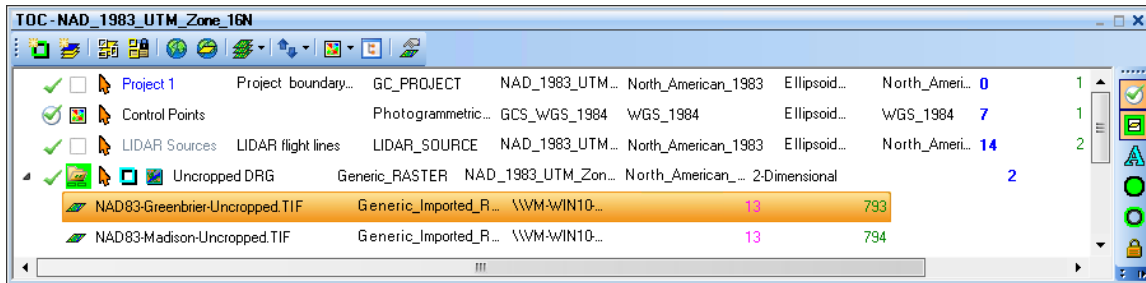 TOC - NAD_1983_UTM_Zone_16N
Project 1 Project boundary... GC_PROJECT NAD_1983_UTM... North_American_1983 Ellipsoid... North_Ameri... 0 1
Control Points Photogrammetric... GCS_WGS_1984 WGS_1984 Ellipsoid... WGS_1984 7 1
LIDAR Sources LIDAR flight lines LIDAR_SOURCE NAD_1983_UTM... North_American_1983 Ellipsoid... North_Ameri... 14 2
Uncropped DRG Generic_RASTER NAD_1983_UTM_Zon... North_American_... 2-Dimensional 2
NAD83-Greenbrier-Uncropped.TIF Generic_Imported_R... \\VM-WIN10-... 13 793
NAD83-Madison-Uncropped.TIF Generic_Imported_R... \\VM-WIN10-... 13 794